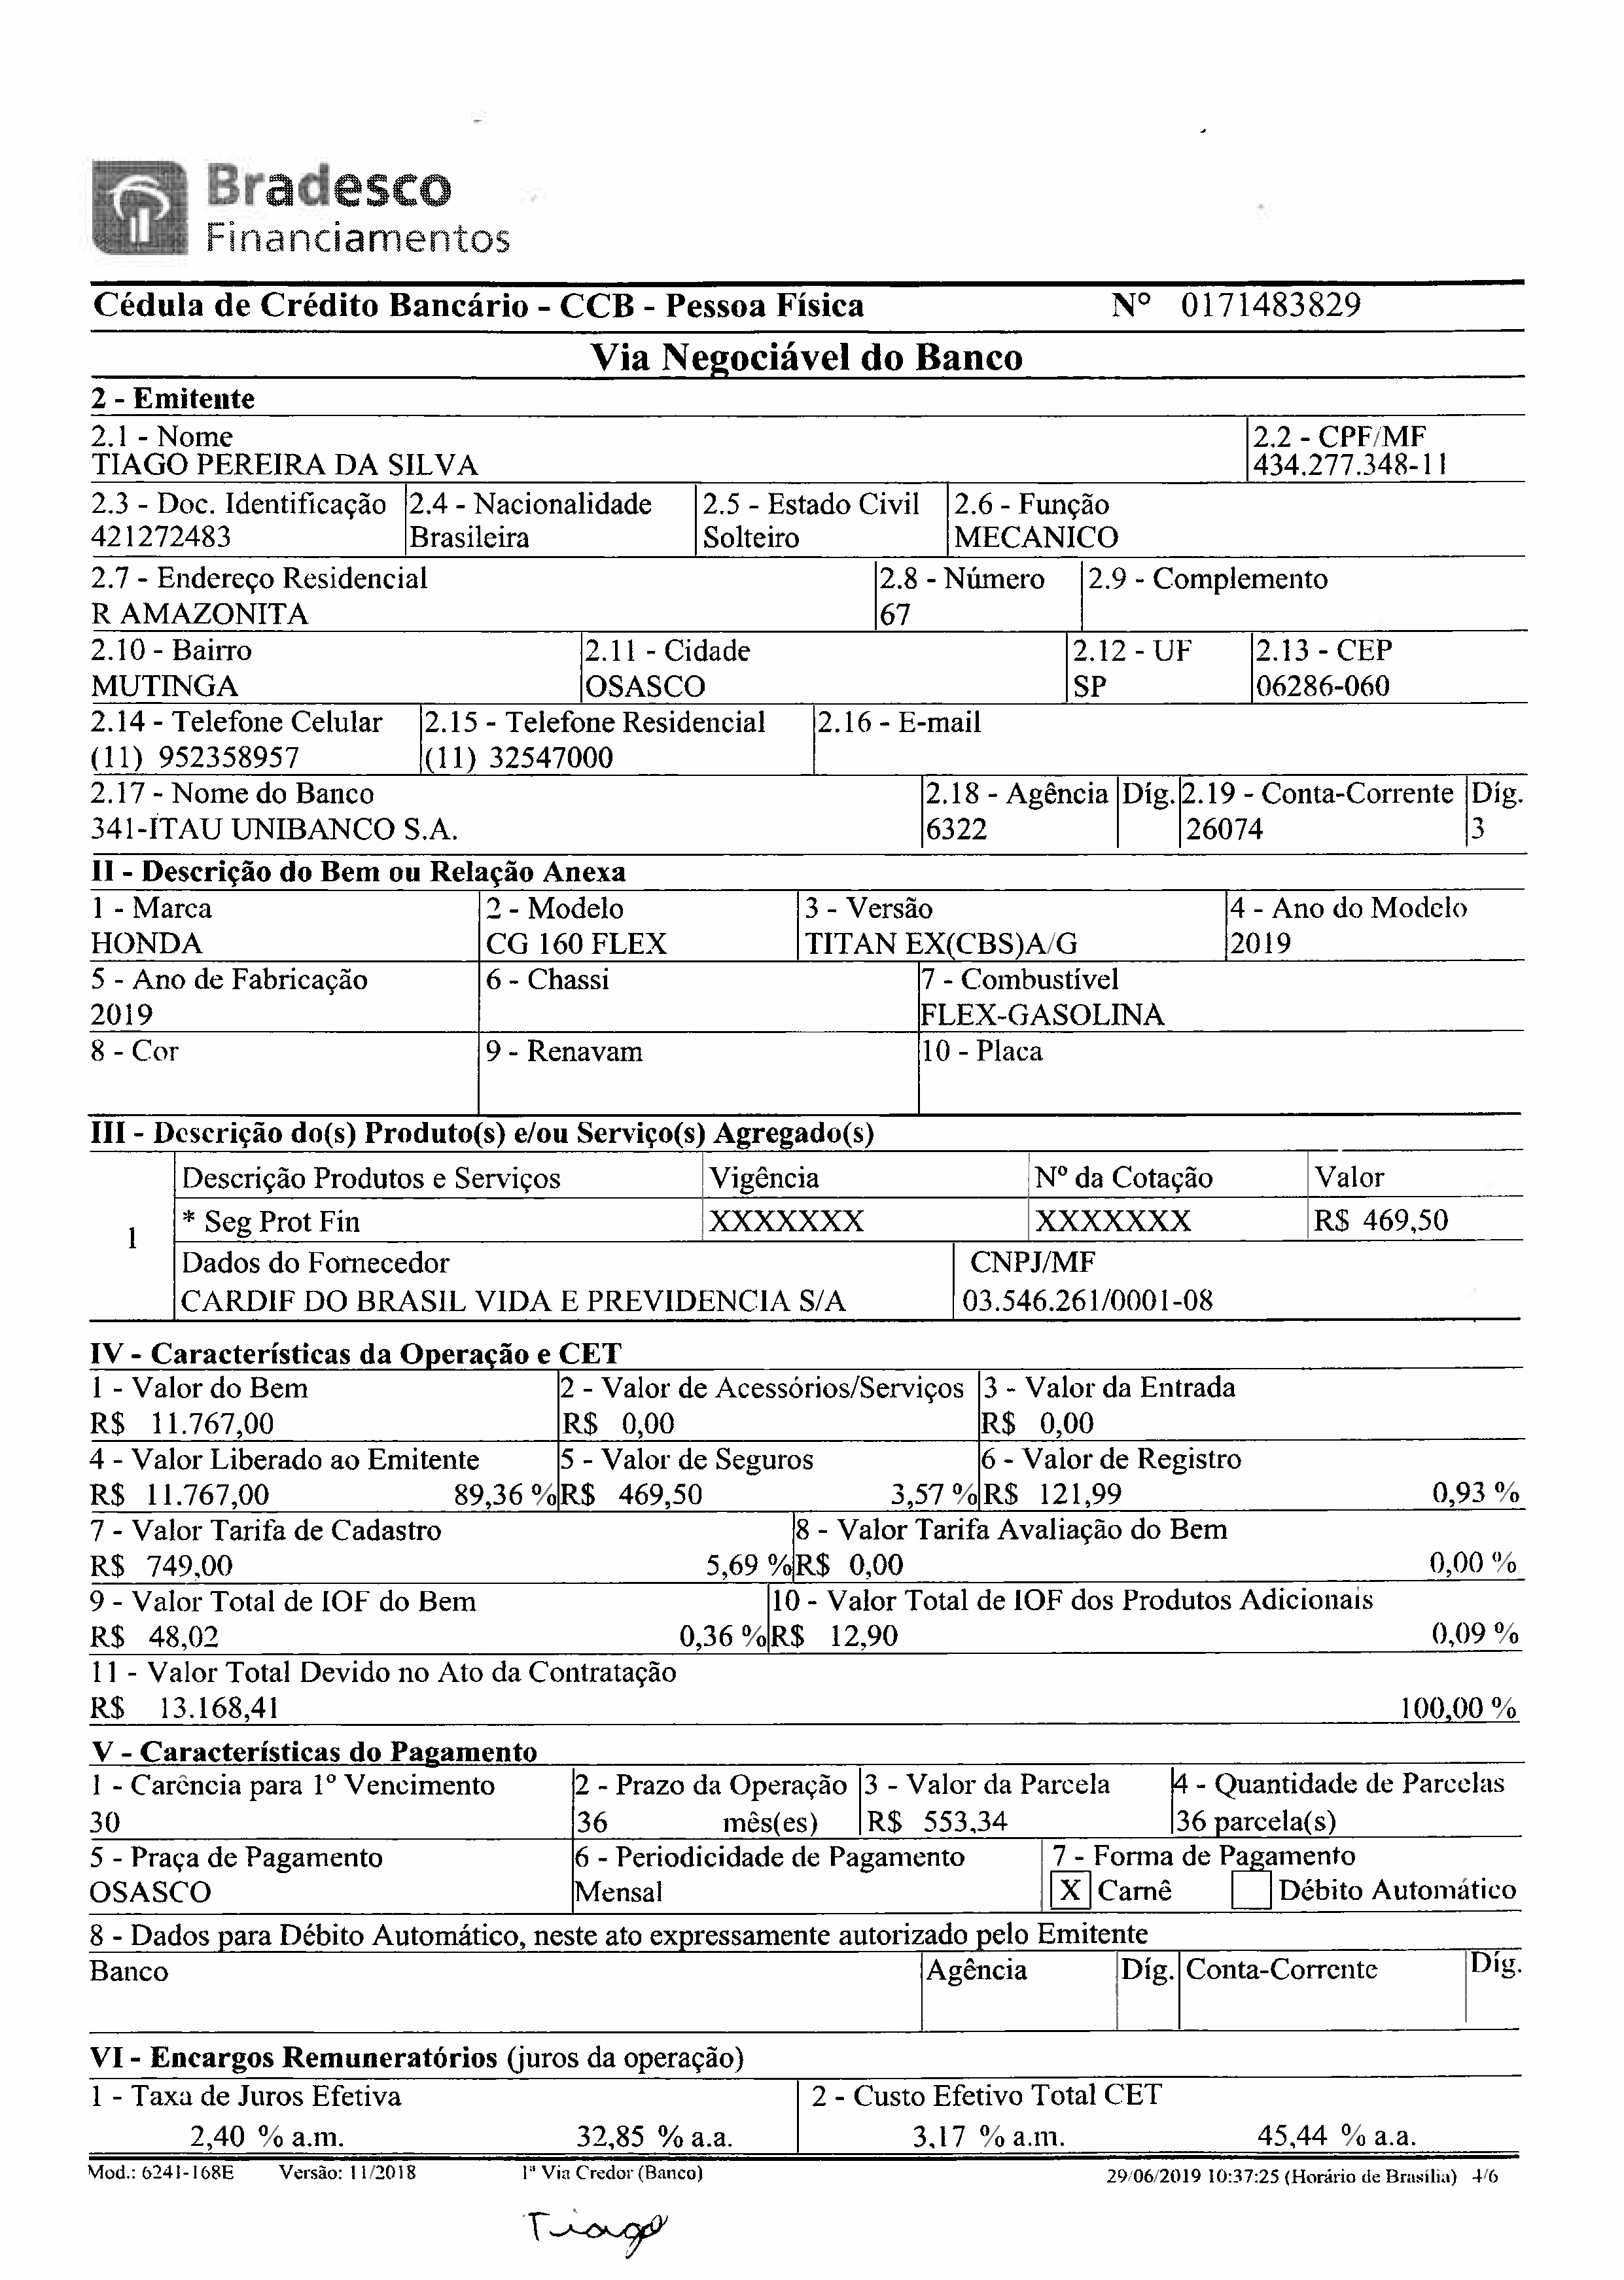 Bradesco
Financiamentos
Cédula de Crédito Bancário - CCB - Pessoa Física Nº 0171483829
Via Negociável do Banco
2 - Emitente
2.1 - Nome 2.2 - CPF/MF
TIAGO PEREIRA DA SILVA 434.277.348-11
2.3 - Doc. Identificação 2.4 - Nacionalidade 2.5 - Estado Civil 2.6 - Função
421272483 Brasileira Solteiro MECANICO
2.7 - Endereço Residencial 2.8 - Número 2.9 - Complemento
R AMAZONITA 67
2.10 - Bairro 2.11 - Cidade 2.12 - UF 2.13 - CEP
MUTINGA OSASCO SP 06286-060
2.14 - Telefone Celular 2.15 - Telefone Residencial 2.16 - E-mail
(11) 952358957 (11) 32547000
2.17 - Nome do Banco 2.18 - Agência Díg. 2.19 - Conta-Corrente Díg.
341-ITAU UNIBANCO S.A. 6322 26074 3
II - Descrição do Bem ou Relação Anexa
1 - Marca 2 - Modelo 3 - Versão 4 - Ano do Modelo
HONDA CG 160 FLEX TITAN EX(CBS)A/G 2019
5 - Ano de Fabricação 6 - Chassi 7 - Combustível
2019 FLEX-GASOLINA
8 - Cor 9 - Renavam 10 - Placa
III - Descrição do(s) Produto(s) e/ou Serviço(s) Agregado(s)
Descrição Produtos e Serviços Vigência Nº da Cotação Valor
1 * Seg Prot Fin XXXXXXX XXXXXXX R$ 469,50
Dados do Fornecedor CNPJ/MF
CARDIF DO BRASIL VIDA E PREVIDENCIA S/A 03.546.261/0001-08
IV - Características da Operação e CET
1 - Valor do Bem 2 - Valor de Acessórios/Serviços 3 - Valor da Entrada
R$ 11.767,00 R$ 0,00 R$ 0,00
4 - Valor Liberado ao Emitente 5 - Valor de Seguros 6 - Valor de Registro
R$ 11.767,00 89,36 % R$ 469,50 3,57 % R$ 121,99 0,93 %
7 - Valor Tarifa de Cadastro 8 - Valor Tarifa Avaliação do Bem
R$ 749,00 5,69 % R$ 0,00 0,00 %
9 - Valor Total de IOF do Bem 10 - Valor Total de IOF dos Produtos Adicionais
R$ 48,02 0,36 % R$ 12,90 0,09 %
11 - Valor Total Devido no Ato da Contratação
R$ 13.168,41 100,00 %
V - Características do Pagamento
1 - Carência para 1º Vencimento 2 - Prazo da Operação 3 - Valor da Parcela 4 - Quantidade de Parcelas
30 36 mês(es) R$ 553,34 36 parcela(s)
5 - Praça de Pagamento 6 - Periodicidade de Pagamento 7 - Forma de Pagamento
OSASCO Mensal X Carnê Débito Automático
8 - Dados para Débito Automático, neste ato expressamente autorizado pelo Emitente
Banco Agência Díg. Conta-Corrente Díg.
VI - Encargos Remuneratórios (juros da operação)
1 - Taxa de Juros Efetiva 2 - Custo Efetivo Total CET
2,40 % a.m. 32,85 % a.a. 3,17 % a.m. 45,44 % a.a.
Mod.: 6241-168E Versão: 11/2018 1ª Via Credor (Banco) 29/06/2019 10:37:25 (Horário de Brasília) 4/6
Tiago